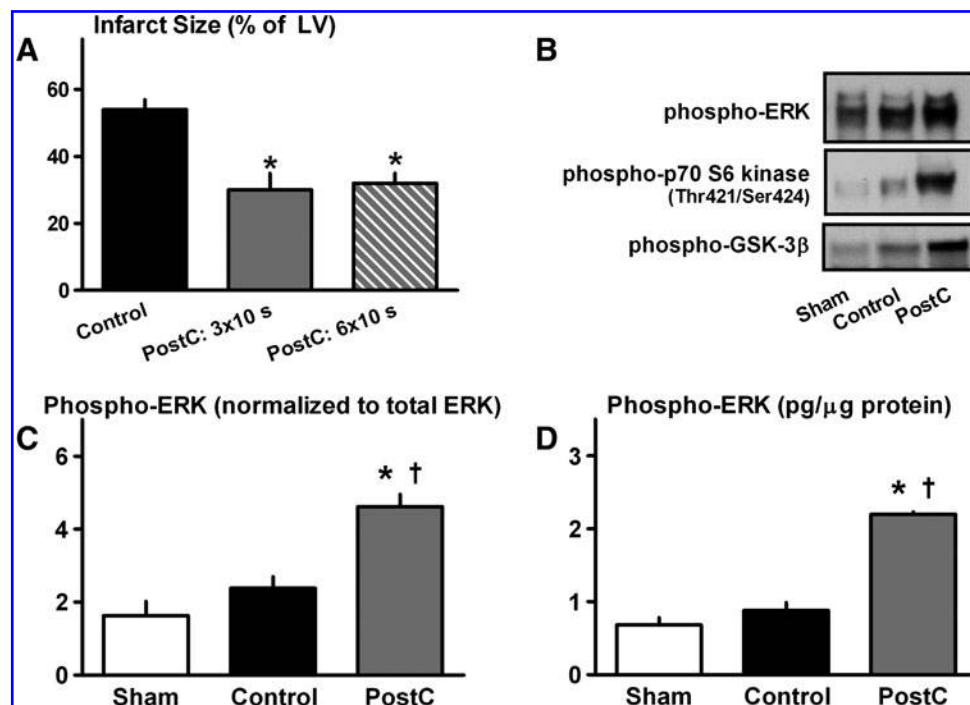 A
Infarct Size (% of LV)
60
40
20
0
*
*
Control
PostC: 3x10 s
PostC: 6x10 s
B
phospho-ERK
phospho-p70 S6 kinase
(Thr421/Ser424)
phospho-GSK-3β
Sham
Control
PostC
C
Phospho-ERK (normalized to total ERK)
6
4
2
0
* †
Sham
Control
PostC
D
Phospho-ERK (pg/μg protein)
3
2
1
0
* †
Sham
Control
PostC